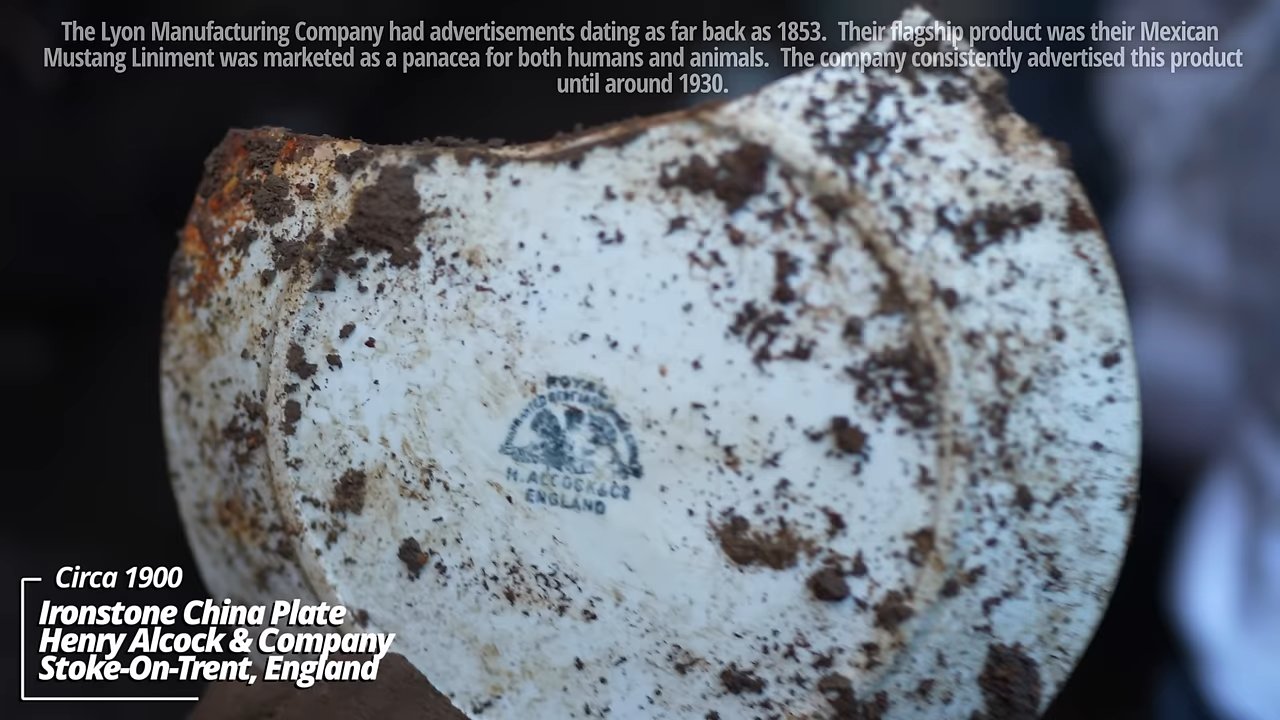 The Lyon Manufacturing Company had advertisements dating as far back as 1853. Their flagship product was their Mexican
Mustang Liniment was marketed as a panacea for both humans and animals. The company consistently advertised this product
until around 1930.
ROYAL
H. ALCOCK & CO
ENGLAND
Circa 1900
Ironstone China Plate
Henry Alcock & Company
Stoke-On-Trent, England